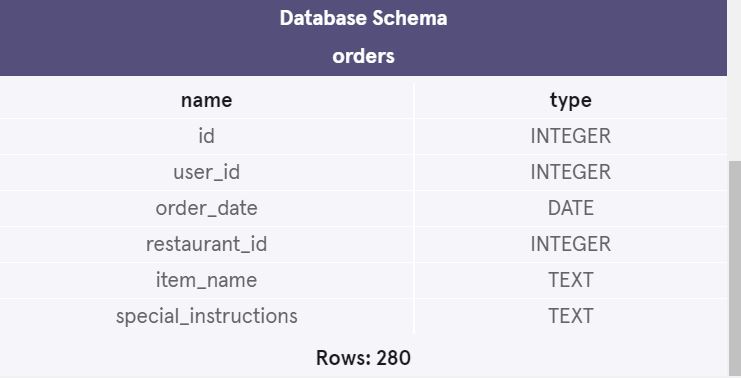 Database Schema
orders
name type
id INTEGER
user_id INTEGER
order_date DATE
restaurant_id INTEGER
item_name TEXT
special_instructions TEXT
Rows: 280